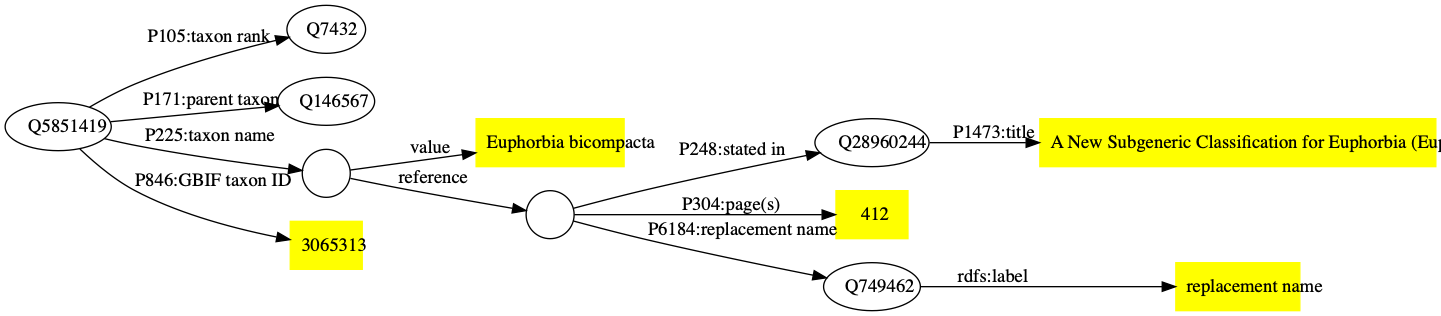 Q7432
P105:taxon rank
P171:parent taxon
Q146567
Q5851419
P225:taxon name
value
Euphorbia bicompacta
P846:GBIF taxon ID
reference
3065313
P248:stated in
Q28960244
P1473:title
A New Subgeneric Classification for Euphorbia (Eup
P304:page(s)
412
P6184:replacement name
Q749462
rdfs:label
replacement name